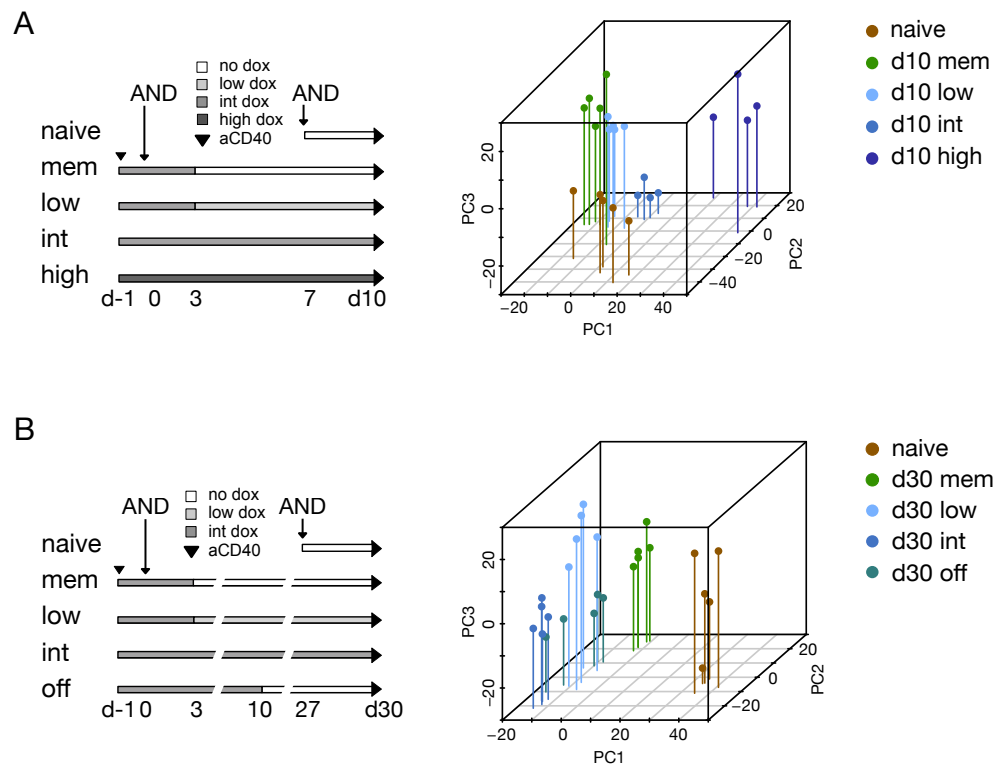 A
no dox
low dox
int dox
high dox
aCD40
AND
AND
naive
mem
low
int
high
d-1 0 3 7 d10
20
0
−20
PC3
−20 0 20 40
PC1
20
0
−20
−40
PC2
naive
d10 mem
d10 low
d10 int
d10 high
B
no dox
low dox
int dox
aCD40
AND
AND
naive
mem
low
int
off
d-1 0 3 10 27 d30
20
0
−20
PC3
−20 0 20 40
PC1
20
0
−20
PC2
naive
d30 mem
d30 low
d30 int
d30 off